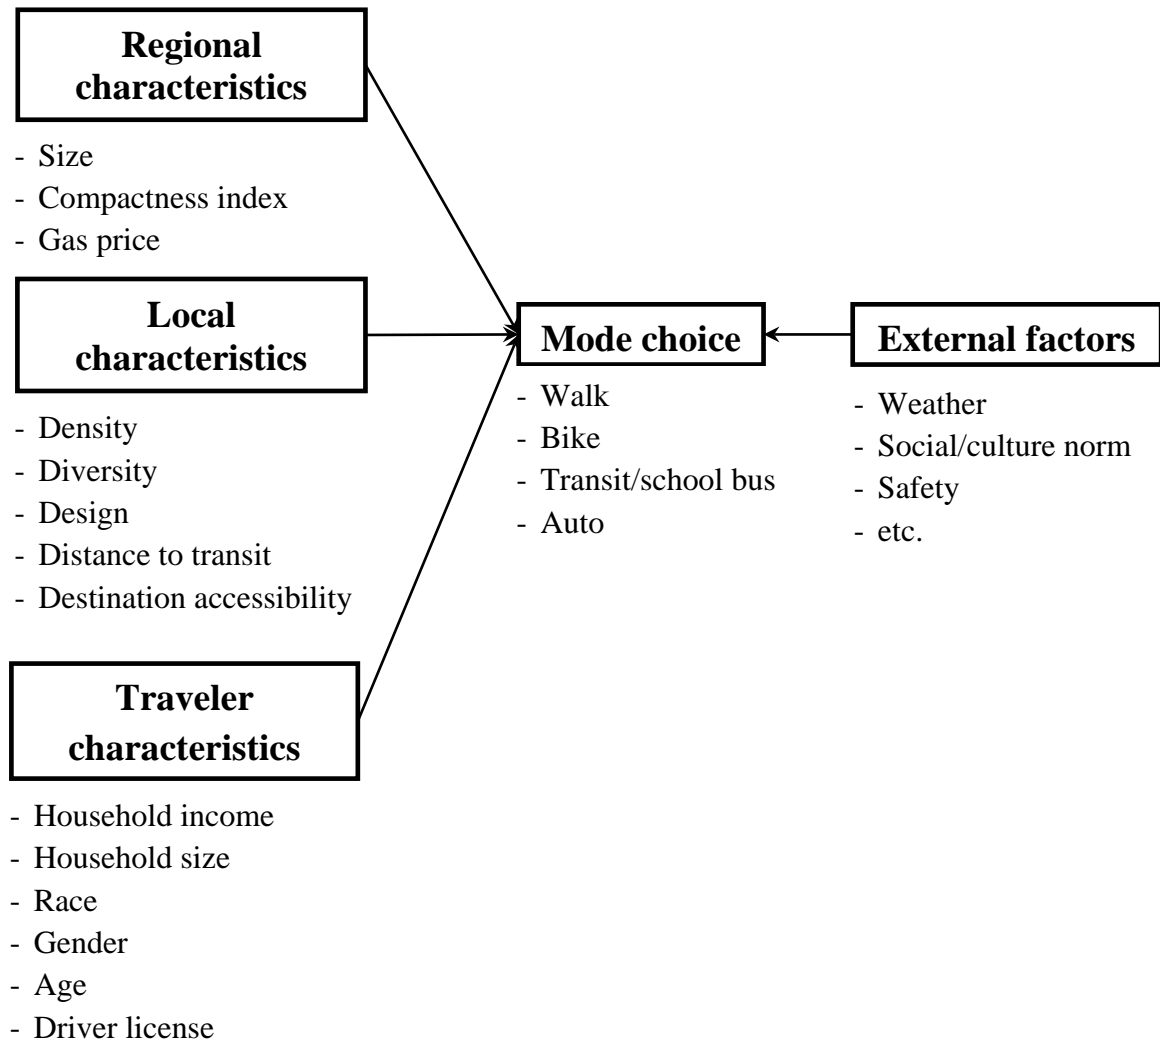 Regional
characteristics
- Size
- Compactness index
- Gas price
Local
characteristics
- Density
- Diversity
- Design
- Distance to transit
- Destination accessibility
Traveler
characteristics
- Household income
- Household size
- Race
- Gender
- Age
- Driver license
Mode choice
- Walk
- Bike
- Transit/school bus
- Auto
External factors
- Weather
- Social/culture norm
- Safety
- etc.